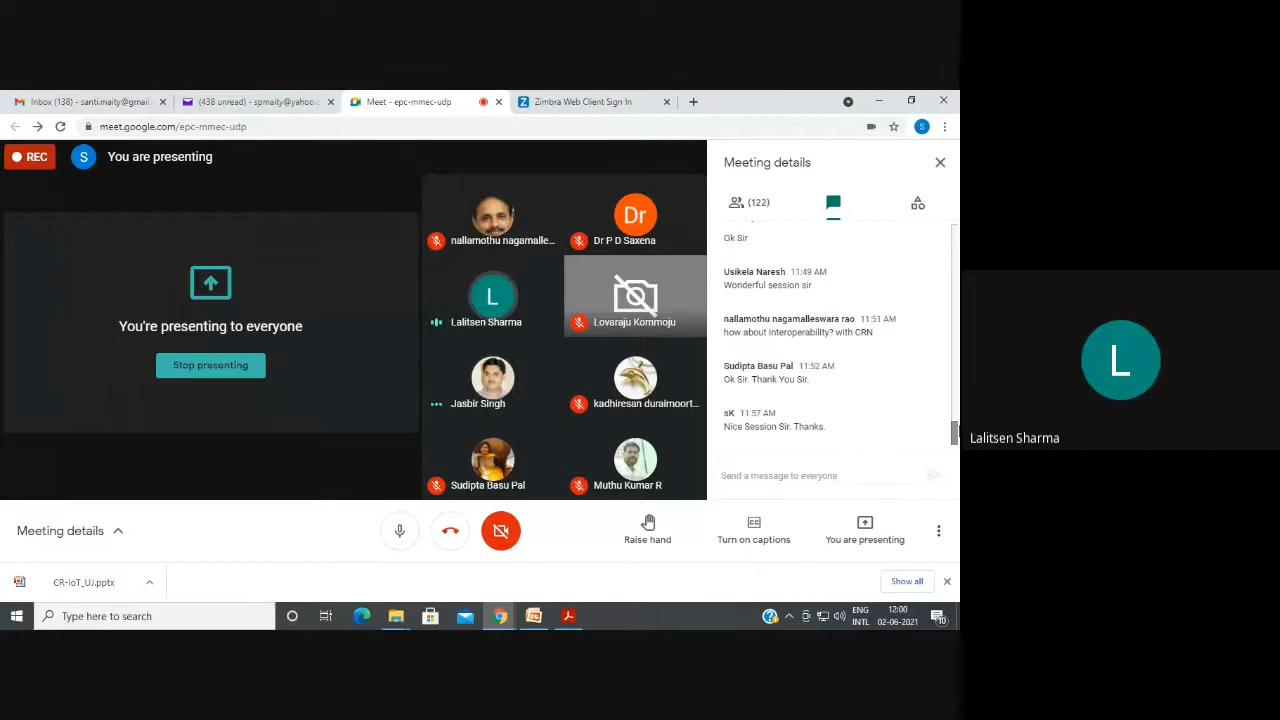 Inbox (138) - santi.maity@gmail.
(438 unread) - spmaity@yahoo.
Meet - epc-mmec-udp
Zimbra Web Client Sign In
meet.google.com/epc-mmec-udp
S
REC
S
You are presenting
You're presenting to everyone
Stop presenting
nallamothu nagamalle...
Dr
Dr P D Saxena
L
Lalitsen Sharma
Lovaraju Kommoju
Jasbir Singh
kadhiresan duraimoort...
Sudipta Basu Pal
Muthu Kumar R
Meeting details
(122)
Ok Sir
Usikela Naresh 11:49 AM
Wonderful session sir
nallamothu nagamalleswara rao 11:51 AM
how about interoperability? with CRN
Sudipta Basu Pal 11:52 AM
Ok Sir. Thank You Sir.
sK 11:57 AM
Nice Session Sir. Thanks.
Send a message to everyone
L
Lalitsen Sharma
Meeting details
Raise hand
Turn on captions
You are presenting
CR-IoT_UJ.pptx
Show all
Type here to search
ENG
INTL
12:00
02-06-2021
10